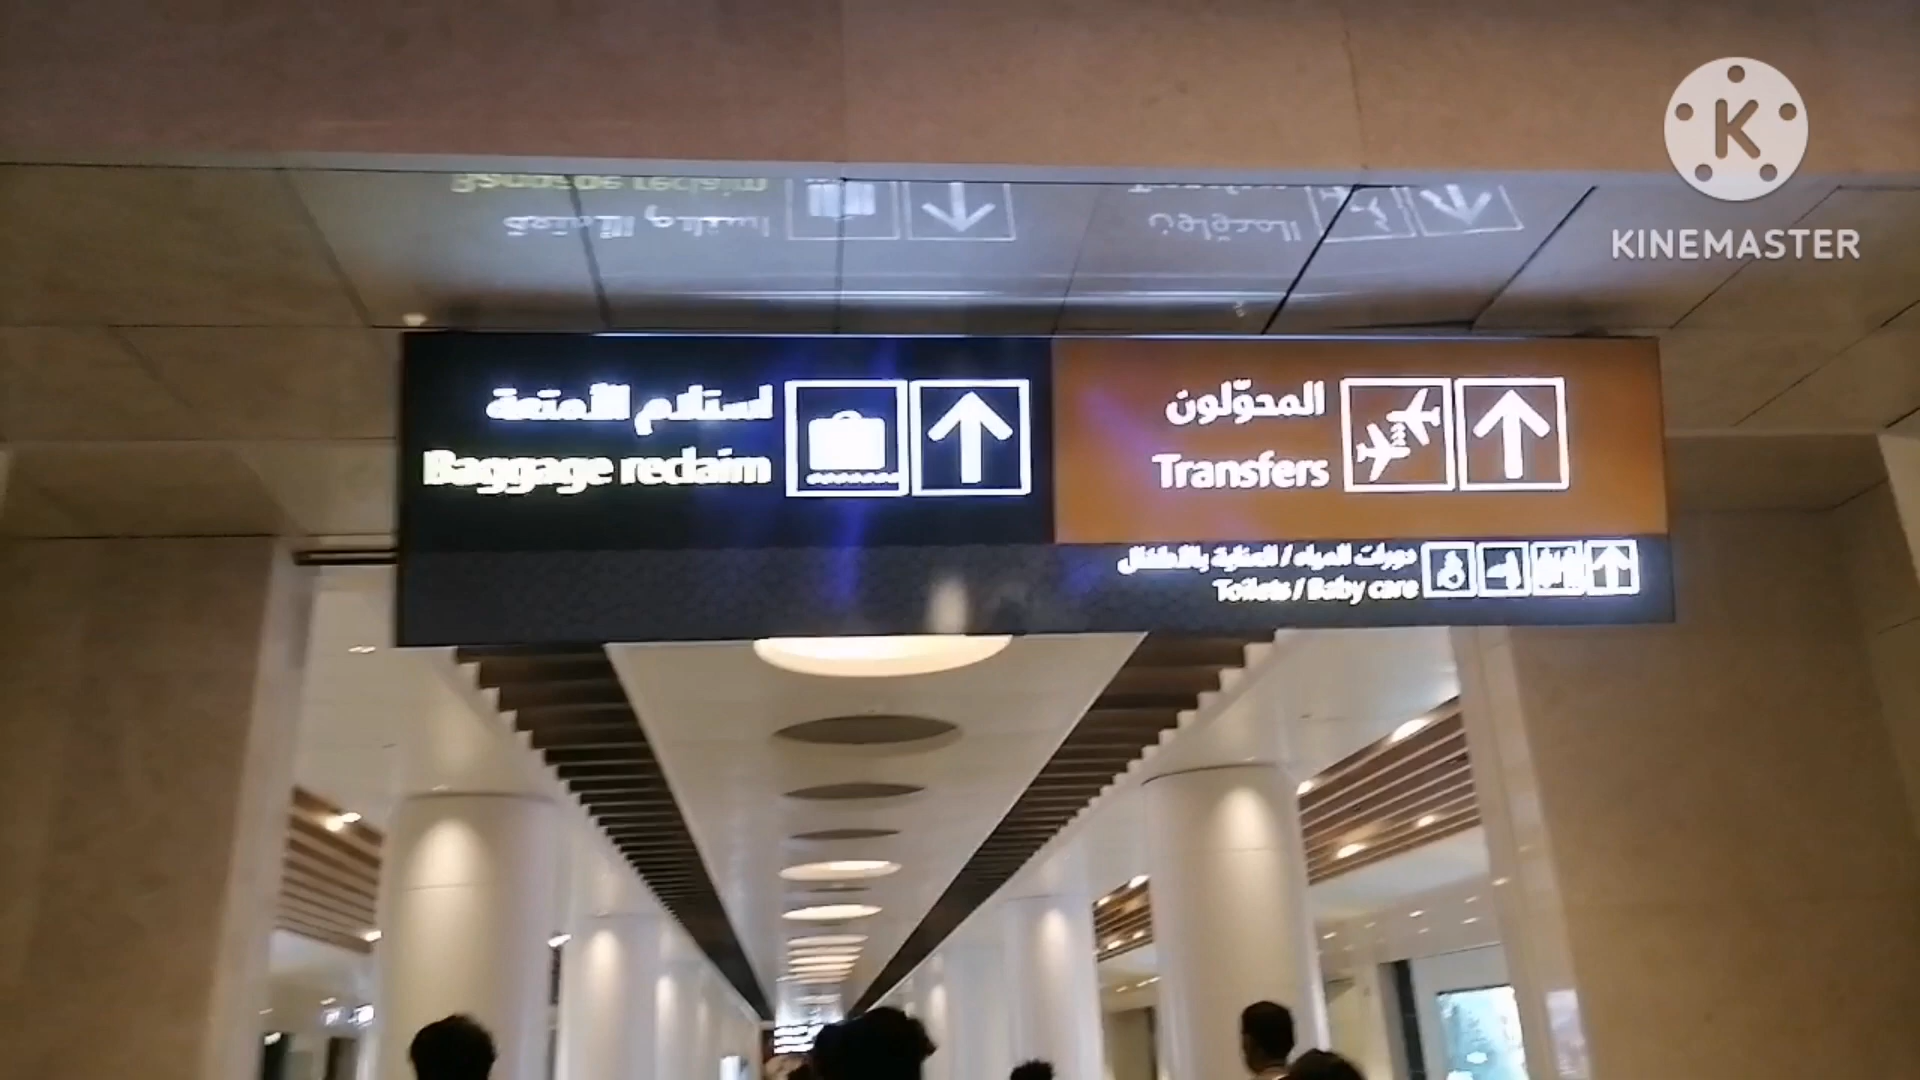 استلام الأمتعة
Baggage reclaim
المحوّلون
Transfers
دورات المياه / العناية بالأطفال
Toilets / Baby care
K
KINEMASTER